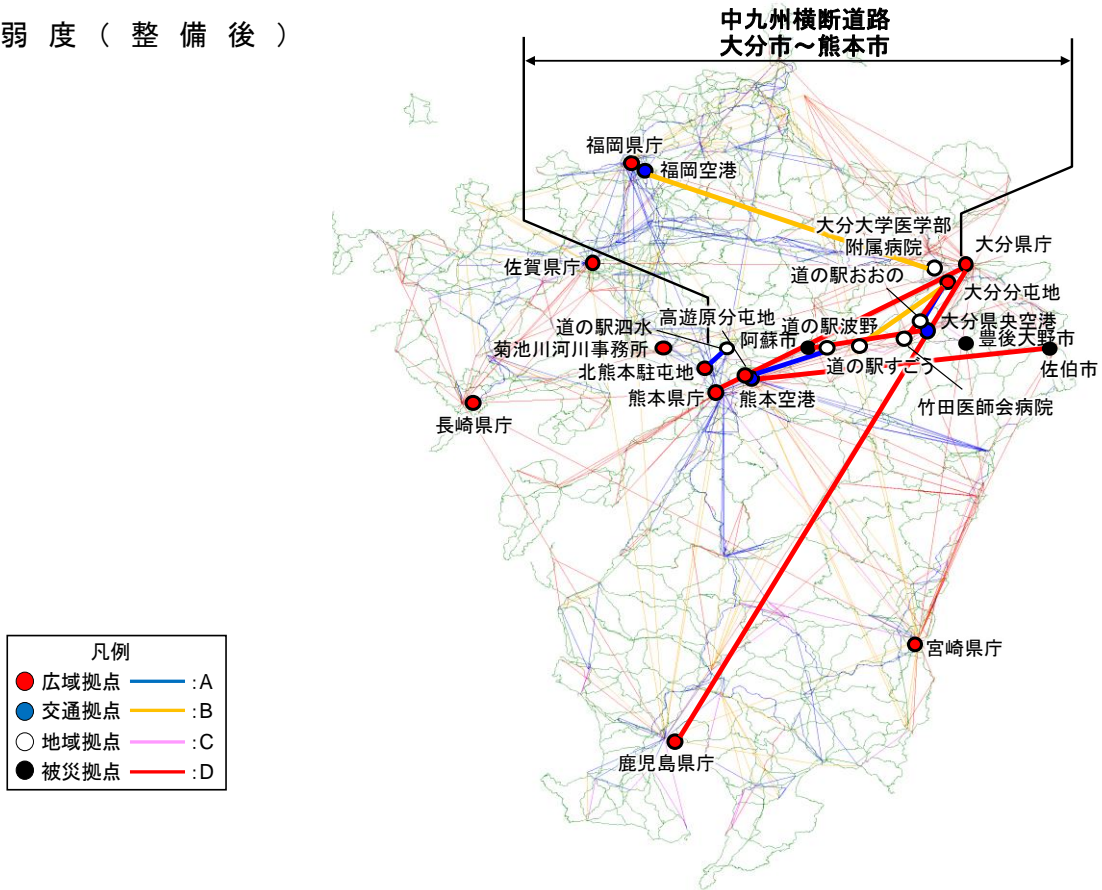 弱度（整備後）
中九州横断道路
大分市～熊本市
福岡県庁
福岡空港
大分大学医学部
附属病院
大分県庁
佐賀県庁
道の駅おおの
大分分屯地
高遊原分屯地
道の駅泗水
阿蘇市
道の駅波野
大分県央空港
菊池川河川事務所
豊後大野市
北熊本駐屯地
道の駅すごう
佐伯市
熊本県庁
熊本空港
竹田医師会病院
長崎県庁
宮崎県庁
鹿児島県庁
凡例
広域拠点 :A
交通拠点 :B
地域拠点 :C
被災拠点 :D